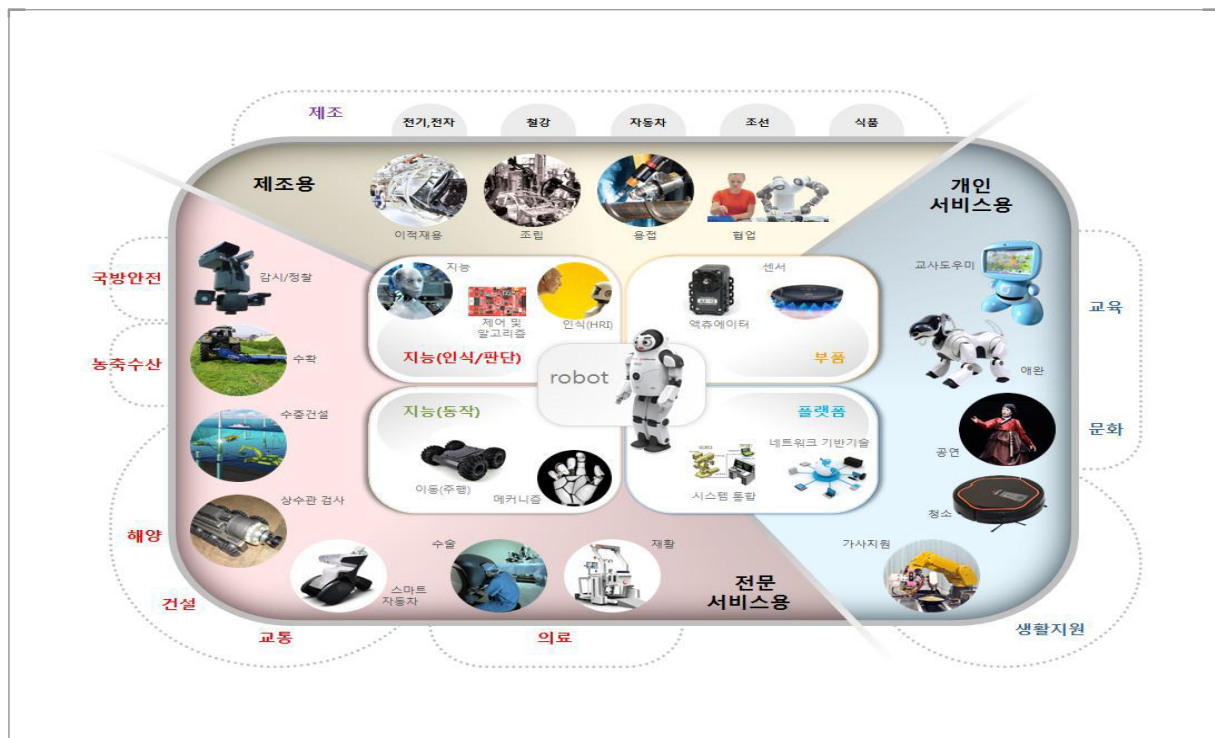 제조
전기,전자
철강
자동차
조선
식품
제조용
이적재용
조립
용접
협업
개인
서비스용
국방안전
감시/정찰
농축수산
수확
수중건설
상수관 검사
해양
건설
교통
스마트
자동차
수술
재활
의료
전문
서비스용
지능
제어 및
알고리즘
인식(HRI)
지능(인식/판단)
센서
액츄에이터
부품
robot
지능(동작)
이동(주행)
메커니즘
플랫폼
네트워크 기반기술
시스템 통합
교사도우미
교육
애완
문화
공연
청소
가사지원
생활지원